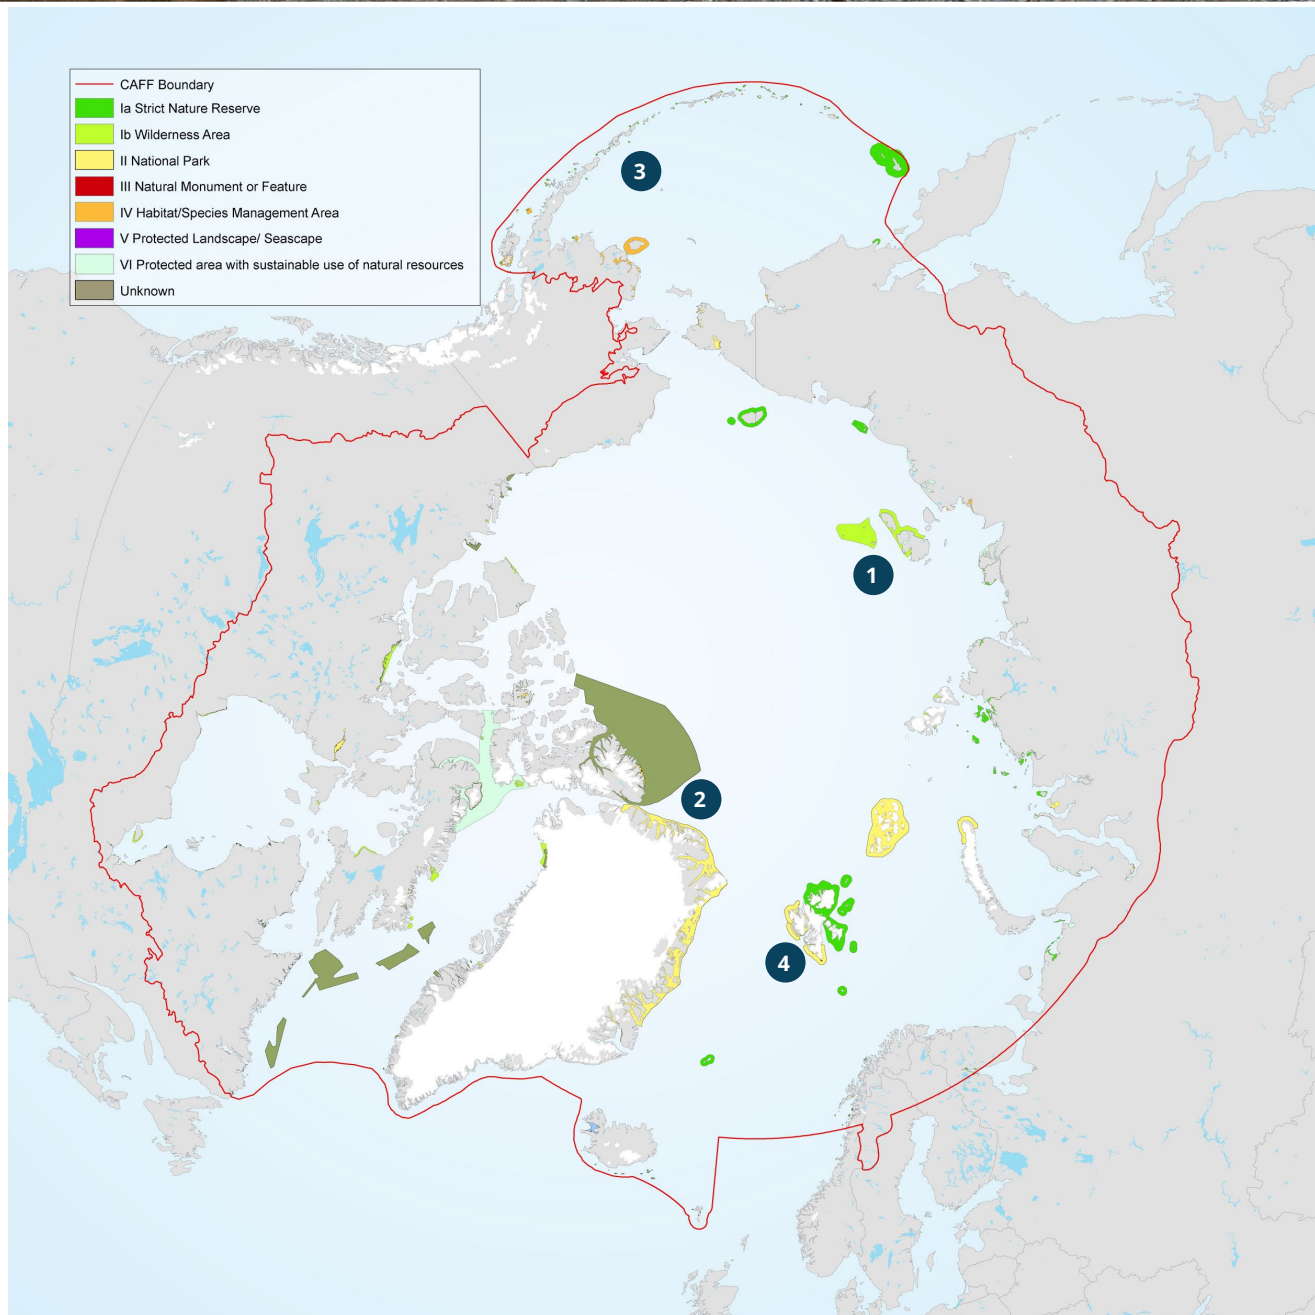 CAFF Boundary
Ia Strict Nature Reserve
Ib Wilderness Area
II National Park
III Natural Monument or Feature
IV Habitat/Species Management Area
V Protected Landscape/ Seascape
VI Protected area with sustainable use of natural resources
Unknown
3
1
2
4